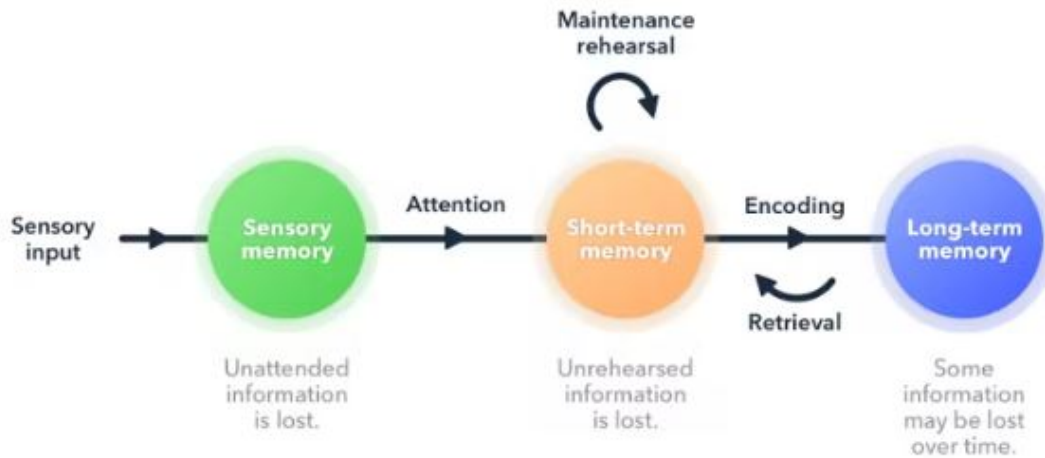 Maintenance
rehearsal
Sensory
input
Sensory
memory
Attention
Short-term
memory
Encoding
Long-term
memory
Retrieval
Unattended
information
is lost.
Unrehearsed
information
is lost.
Some
information
may be lost
over time.